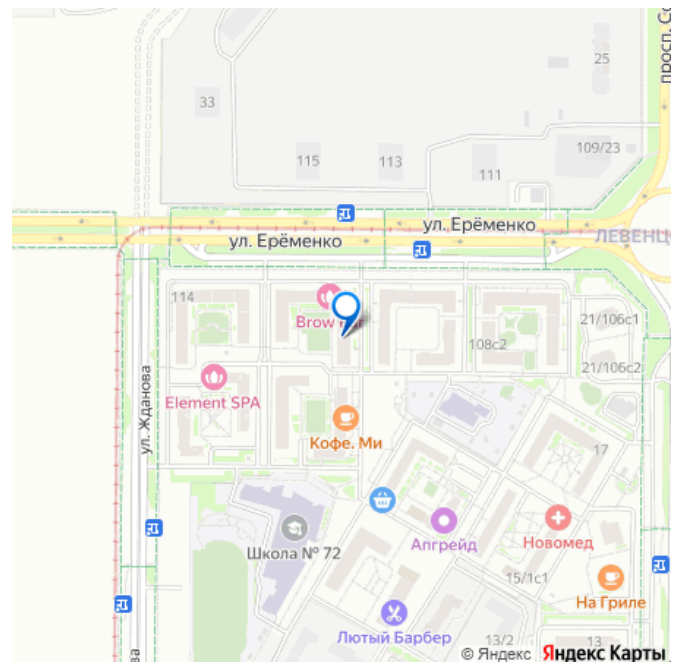 просп. Со
25
33
115
113
111
109/23
ул. Ерёменко
ул. Ерёменко
ЛЕВЕНЦ
114
Brow
108с2
21/106с1
21/106с2
Element SPA
ул. Жданова
Кофе. Ми
17
Школа № 72
Апгрейд
Новомед
15/1с1
На Гриле
Лютый Барбер
13/2
13
ва
© Яндекс Яндекс Карты